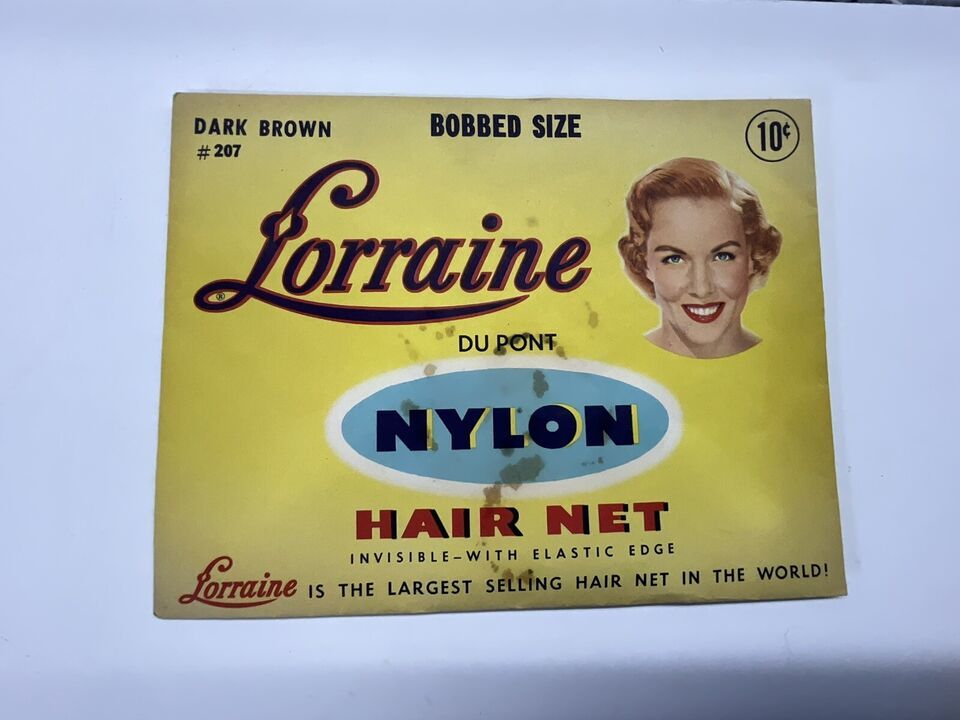 DARK BROWN
#207
BOBBED SIZE
10¢
Lorraine
®
DU PONT
NYLON
HAIR NET
INVISIBLE-WITH ELASTIC EDGE
Lorraine IS THE LARGEST SELLING HAIR NET IN THE WORLD!